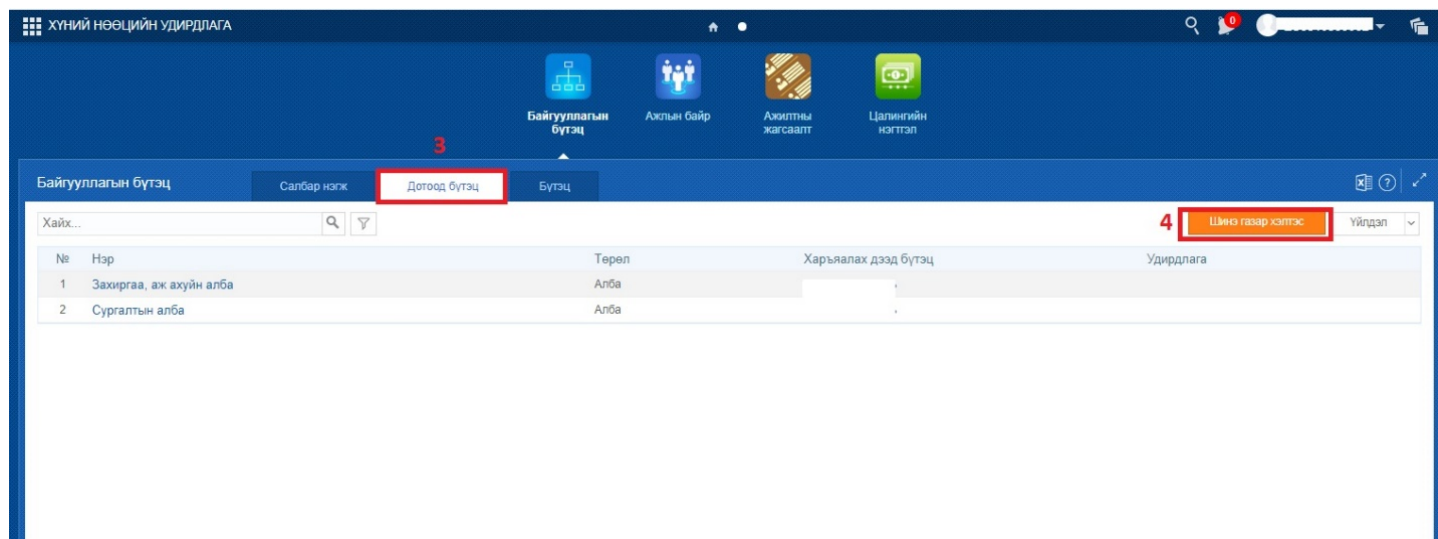 ХҮНИЙ НӨӨЦИЙН УДИРДЛАГА
0
Байгууллагын бүтэц
Ажлын байр
Ажилтны жагсаалт
Цалингийн нэгтгэл
3
Байгууллагын бүтэц
Салбар нэгж
Дотоод бүтэц
Бүтэц
Хайх...
4
Шинэ газар хэлтэс
Үйлдэл
№ Нэр Төрөл Харъяалах дээд бүтэц Удирдлага
1 Захиргаа, аж ахуйн алба Алба
2 Сургалтын алба Алба